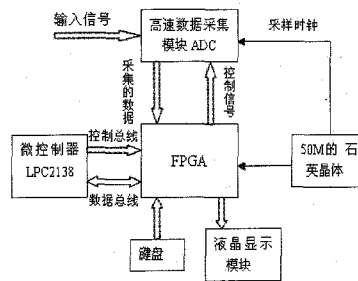 输入信号
高速数据采集
模块 ADC
采样时钟
采集的数据
控制信号
微控制器
LPC2138
控制总线
数据总线
FPGA
50M的 石
英晶体
键盘
液晶显示
模块